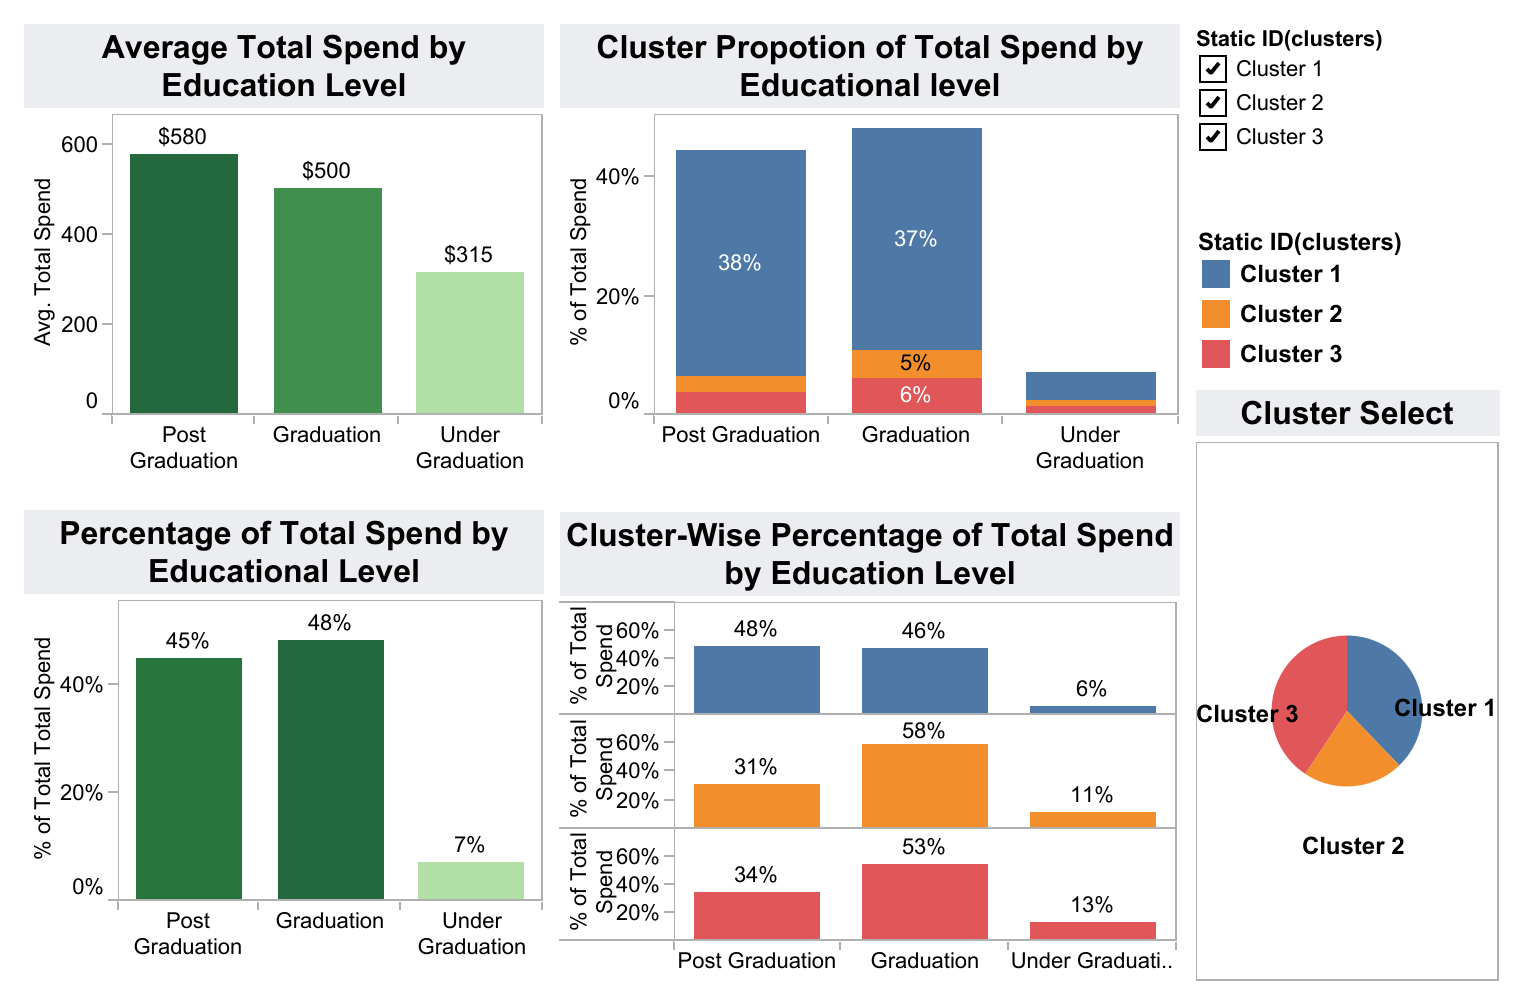 Average Total Spend by
Education Level
Avg. Total Spend
600
400
200
0
$580
$500
$315
Post
Graduation
Graduation
Under
Graduation
Cluster Propotion of Total Spend by
Educational level
% of Total Spend
40%
20%
0%
38%
37%
5%
6%
Post Graduation
Graduation
Under
Graduation
Static ID(clusters)
Cluster 1
Cluster 2
Cluster 3
Static ID(clusters)
Cluster 1
Cluster 2
Cluster 3
Percentage of Total Spend by
Educational Level
% of Total Total Spend
40%
20%
0%
45%
48%
7%
Post
Graduation
Graduation
Under
Graduation
Cluster-Wise Percentage of Total Spend
by Education Level
% of Total
Spend
60%
40%
20%
48%
46%
6%
% of Total
Spend
60%
40%
20%
31%
58%
11%
% of Total
Spend
60%
40%
20%
34%
53%
13%
Post Graduation
Graduation
Under Graduati..
Cluster Select
Cluster 3
Cluster 1
Cluster 2